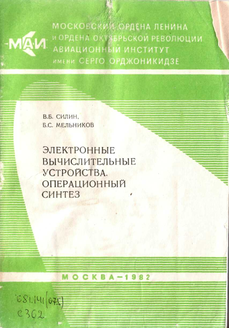 МАИ
МОСКОВСКИЙ ОРДЕНА ЛЕНИНА
И ОРДЕНА ОКТЯБРЬСКОЙ РЕВОЛЮЦИИ
АВИАЦИОННЫЙ ИНСТИТУТ
ИМЕНИ СЕРГО ОРДЖОНИКИДЗЕ
В.Б. СИЛИН,
Б.С. МЕЛЬНИКОВ
ЭЛЕКТРОННЫЕ
ВЫЧИСЛИТЕЛЬНЫЕ
УСТРОЙСТВА.
ОПЕРАЦИОННЫЙ
СИНТЕЗ
МОСКВА-1982
С362